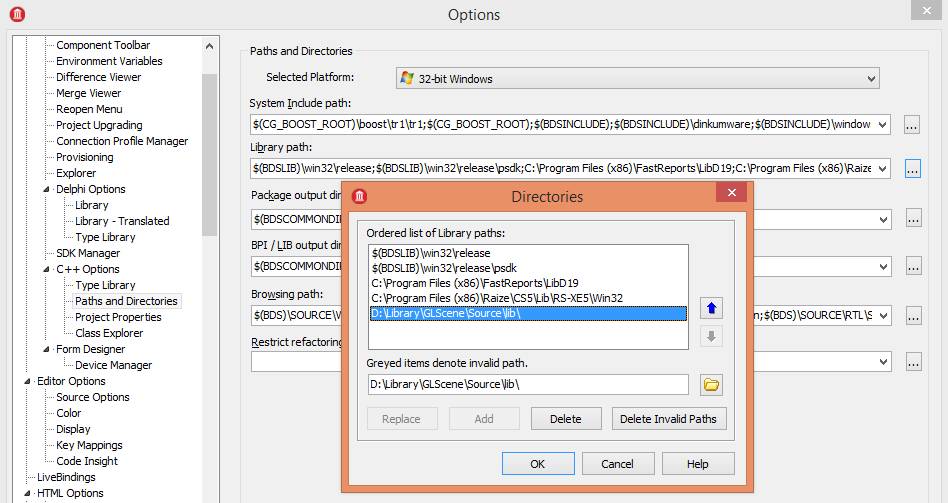 Options
Component Toolbar
Environment Variables
Difference Viewer
Merge Viewer
Reopen Menu
Project Upgrading
Connection Profile Manager
Provisioning
Explorer
Delphi Options
Library
Library - Translated
Type Library
SDK Manager
C++ Options
Type Library
Paths and Directories
Project Properties
Class Explorer
Form Designer
Device Manager
Editor Options
Source Options
Color
Display
Key Mappings
Code Insight
LiveBindings
HTML Options
Paths and Directories
Selected Platform:
32-bit Windows
System Include path:
$(CG_BOOST_ROOT)\boost\tr1\tr1;$(CG_BOOST_ROOT);$(BDSINCLUDE);$(BDSINCLUDE)\dinkumware;$(BDSINCLUDE)\window
...
Library path:
$(BDSLIB)\win32\release;$(BDSLIB)\win32\release\psdk;C:\Program Files (x86)\FastReports\LibD19;C:\Program Files (x86)\Raize
...
Package output dir
$(BDSCOMMONDI
...
BPI / LIB output dir
$(BDSCOMMONDI
...
Browsing path:
$(BDS)\SOURCE\W
n;$(BDS)\SOURCE\RTL\S
...
Restrict refactoring
...
Directories
Ordered list of Library paths:
$(BDSLIB)\win32\release
$(BDSLIB)\win32\release\psdk
C:\Program Files (x86)\FastReports\LibD19
C:\Program Files (x86)\Raize\CS5\Lib\RS-XE5\Win32
D:\Library\GLScene\Source\lib\
Greyed items denote invalid path.
D:\Library\GLScene\Source\lib\
Replace
Add
Delete
Delete Invalid Paths
OK
Cancel
Help